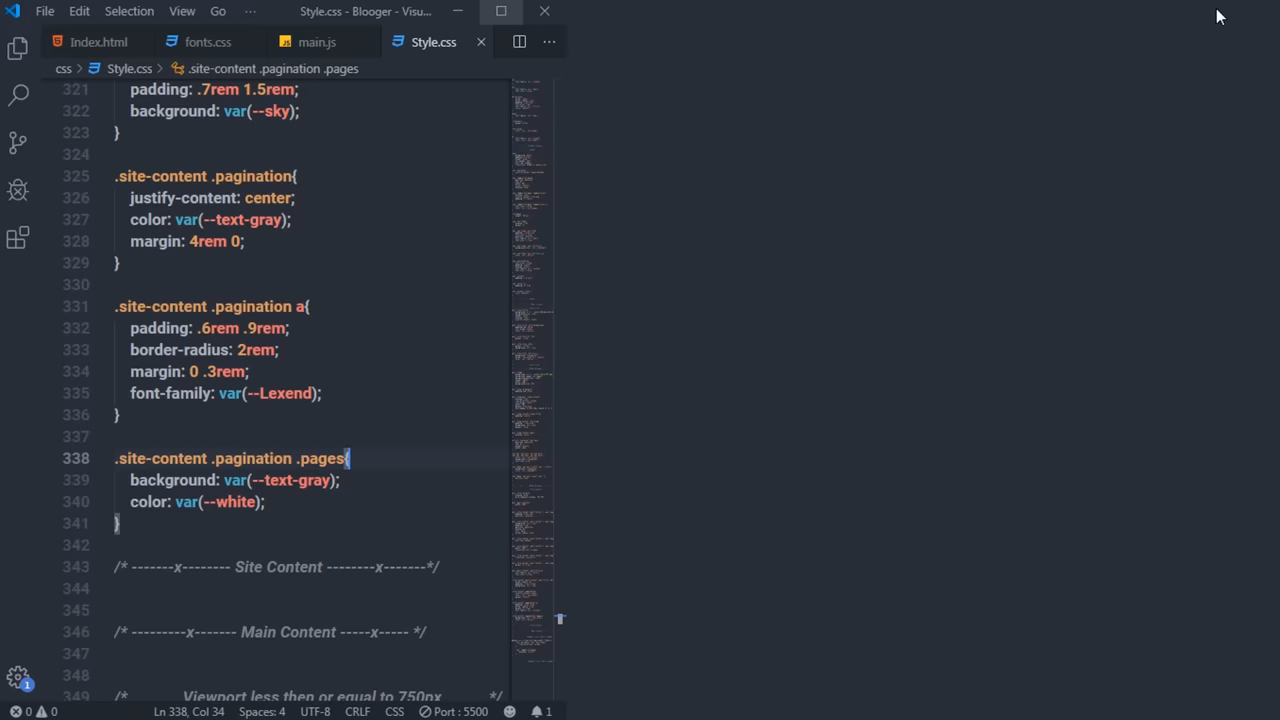 File Edit Selection View Go ··· Style.css - Blooger - Visu...
Index.html fonts.css main.js Style.css ···
css > Style.css > .site-content .pagination .pages
321 padding: .7rem 1.5rem;
322 background: var(--sky);
323 }
324
325 .site-content .pagination{
326 justify-content: center;
327 color: var(--text-gray);
328 margin: 4rem 0;
329 }
330
331 .site-content .pagination a{
332 padding: .6rem .9rem;
333 border-radius: 2rem;
334 margin: 0 .3rem;
335 font-family: var(--Lexend);
336 }
337
338 .site-content .pagination .pages{
339 background: var(--text-gray);
340 color: var(--white);
341 }
342
343 /* -------x-------- Site Content --------x-------*/
344
345
346 /* ---------x------- Main Content -----x----- */
347
348
349 /* Viewport less then or equal to 750px */
1
0 0 Ln 338, Col 34 Spaces: 4 UTF-8 CRLF CSS Port : 5500 1